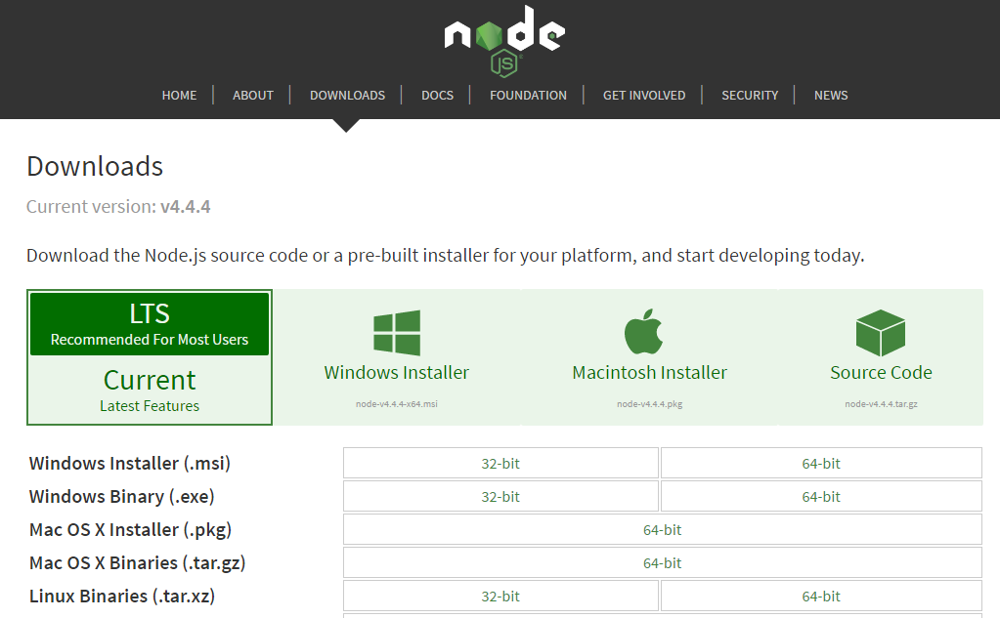 node
JS
HOME ABOUT DOWNLOADS DOCS FOUNDATION GET INVOLVED SECURITY NEWS
Downloads
Current version: v4.4.4
Download the Node.js source code or a pre-built installer for your platform, and start developing today.
LTS
Recommended For Most Users
Current
Latest Features
Windows Installer
node-v4.4.4-x64.msi
Macintosh Installer
node-v4.4.4.pkg
Source Code
node-v4.4.4.tar.gz
Windows Installer (.msi) 32-bit 64-bit
Windows Binary (.exe) 32-bit 64-bit
Mac OS X Installer (.pkg) 64-bit
Mac OS X Binaries (.tar.gz) 64-bit
Linux Binaries (.tar.xz) 32-bit 64-bit